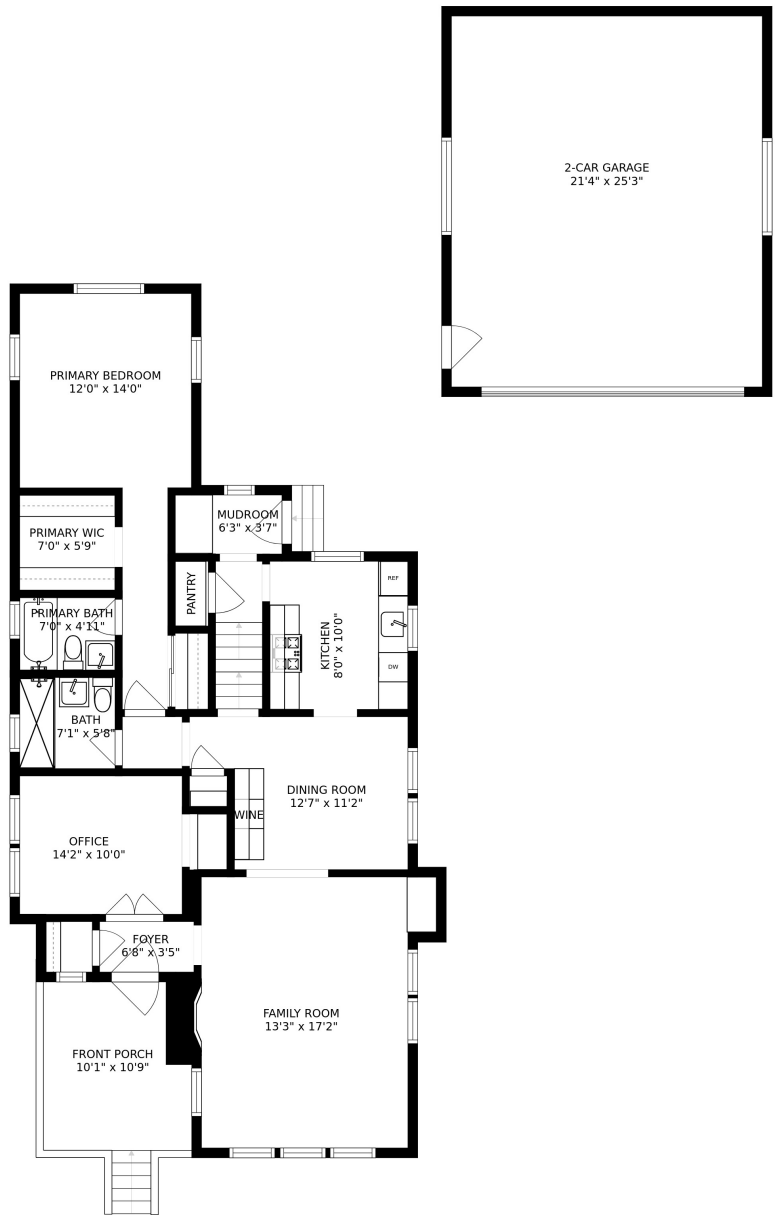 2-CAR GARAGE
21'4" x 25'3"
PRIMARY BEDROOM
12'0" x 14'0"
MUDROOM
6'3" x 3'7"
PRIMARY WIC
7'0" x 5'9"
REF
PANTRY
PRIMARY BATH
7'0" x 4'11"
KITCHEN
8'0" x 10'0"
DW
BATH
7'1" x 5'8"
DINING ROOM
12'7" x 11'2"
WINE
OFFICE
14'2" x 10'0"
FOYER
6'8" x 3'5"
FAMILY ROOM
13'3" x 17'2"
FRONT PORCH
10'1" x 10'9"